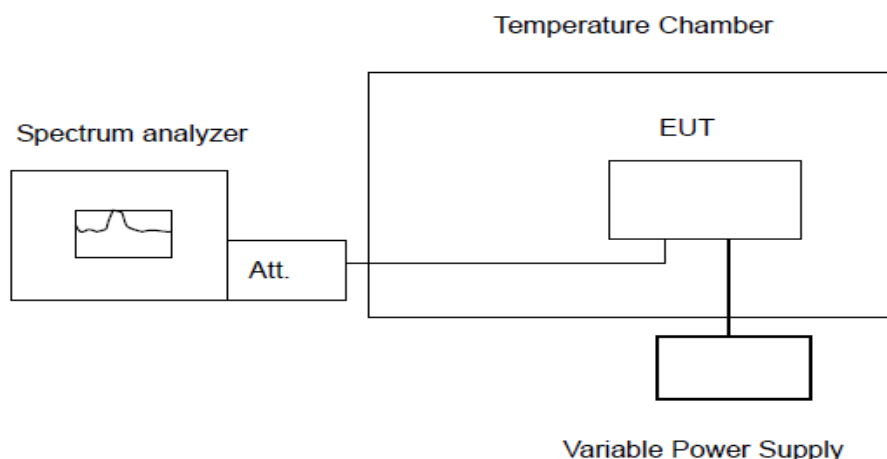 Temperature Chamber
Spectrum analyzer
EUT
Att.
Variable Power Supply